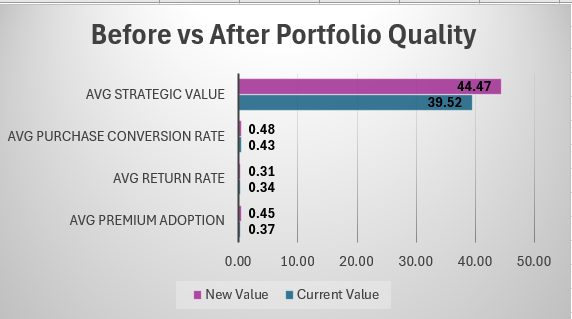 Before vs After Portfolio Quality
AVG STRATEGIC VALUE
44.47
39.52
AVG PURCHASE CONVERSION RATE
0.48
0.43
AVG RETURN RATE
0.31
0.34
AVG PREMIUM ADOPTION
0.45
0.37
0.00 10.00 20.00 30.00 40.00 50.00
New Value Current Value